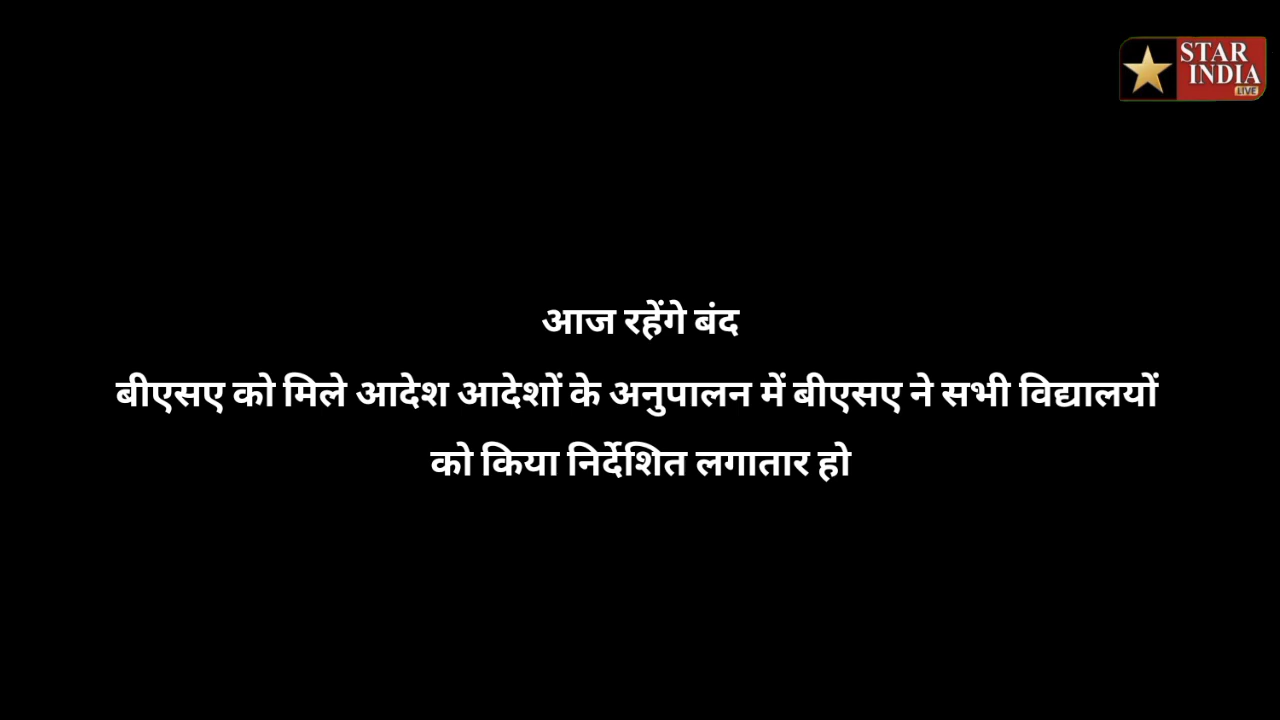 STAR
INDIA
LIVE
आज रहेंगे बंद
बीएसए को मिले आदेश आदेशों के अनुपालन में बीएसए ने सभी विद्यालयों
को किया निर्देशित लगातार हो